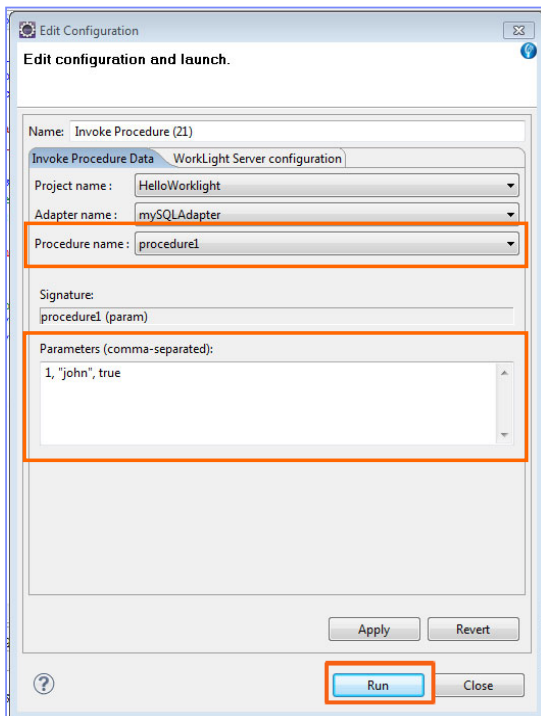 Edit Configuration
Edit configuration and launch.
Name: Invoke Procedure (21)
Invoke Procedure Data WorkLight Server configuration
Project name : HelloWorklight
Adapter name : mySQLAdapter
Procedure name : procedure1
Signature:
procedure1 (param)
Parameters (comma-separated):
1, "john", true
Apply Revert
? Run Close